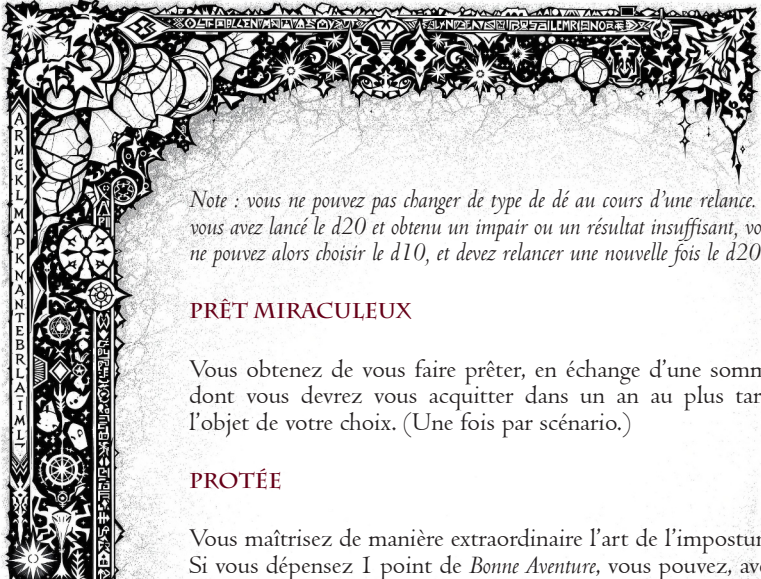 Note : vous ne pouvez pas changer de type de dé au cours d’une relance.
vous avez lancé le d20 et obtenu un impair ou un résultat insuffisant, vo
ne pouvez alors choisir le d10, et devez relancer une nouvelle fois le d20
PRÊT MIRACULEUX
Vous obtenez de vous faire prêter, en échange d’une somm
dont vous devrez vous acquitter dans un an au plus tar
l’objet de votre choix. (Une fois par scénario.)
PROTÉE
Vous maîtrisez de manière extraordinaire l’art de l’impostur
Si vous dépensez 1 point de Bonne Aventure, vous pouvez, ave